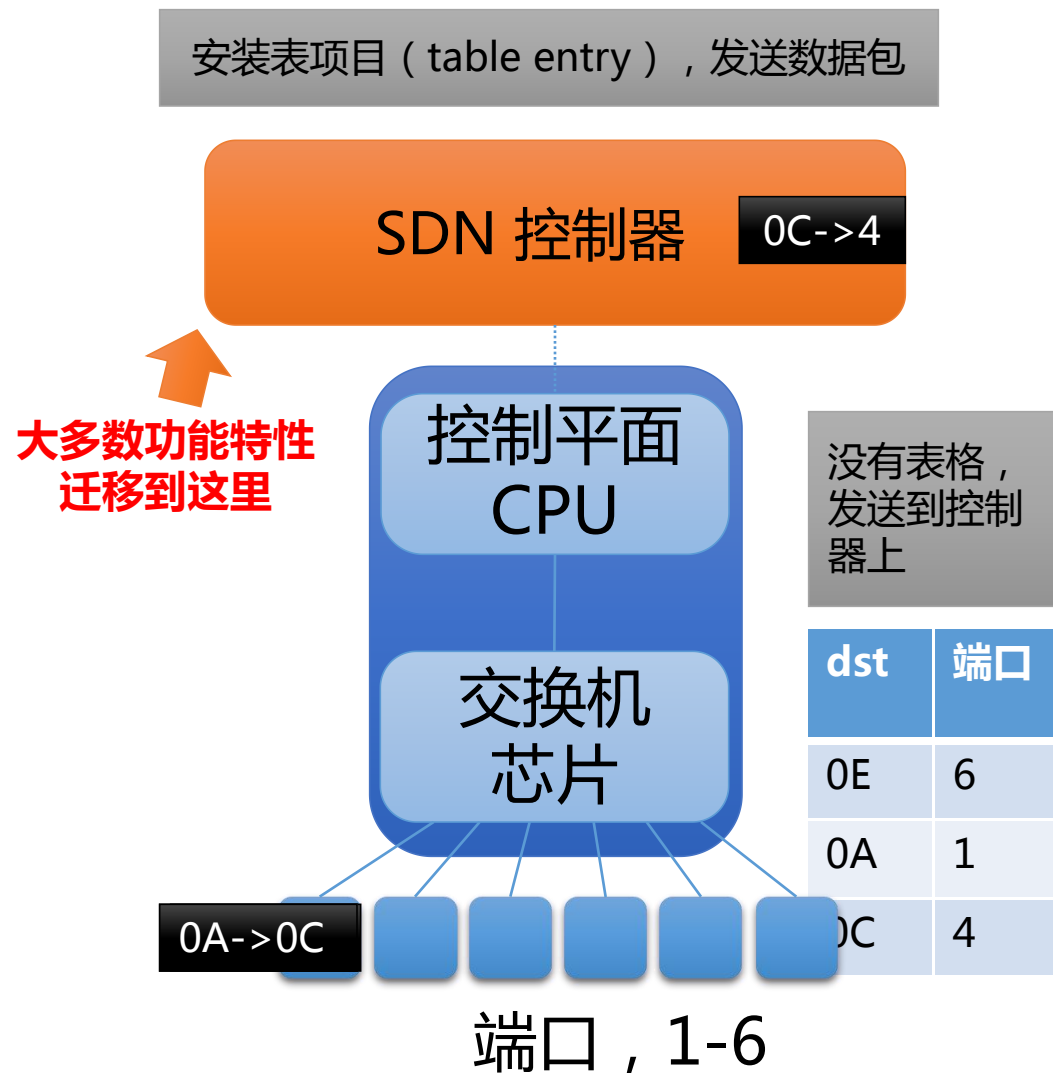 安装表项目（table entry），发送数据包
SDN 控制器
0C->4
大多数功能特性
迁移到这里
控制平面
CPU
没有表格，
发送到控制
器上
交换机
芯片
dst 端口
0E 6
0A 1
0C 4
0A->0C
端口，1-6